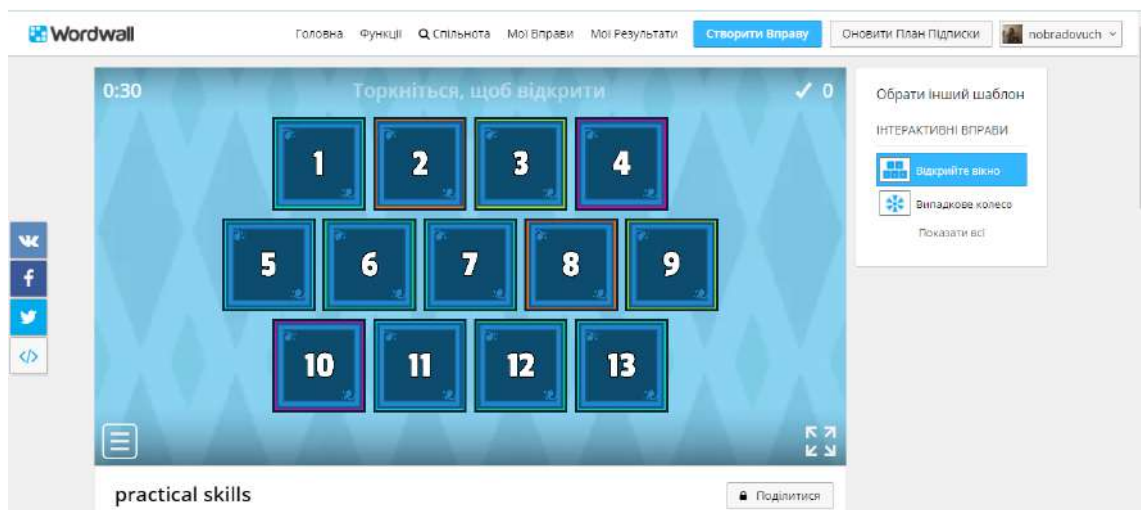 Wordwall
Головна Функції Спільнота Мої Вправи Мої Результати Створити Вправу Оновити План Підписки nobradovuch
0:30 Торкніться, щоб відкрити 0
1 2 3 4
5 6 7 8 9
10 11 12 13
Обрати інший шаблон
ІНТЕРАКТИВНІ ВПРАВИ
Відкрийте вікно
Випадкове колесо
Показати всі
practical skills
Поділитися